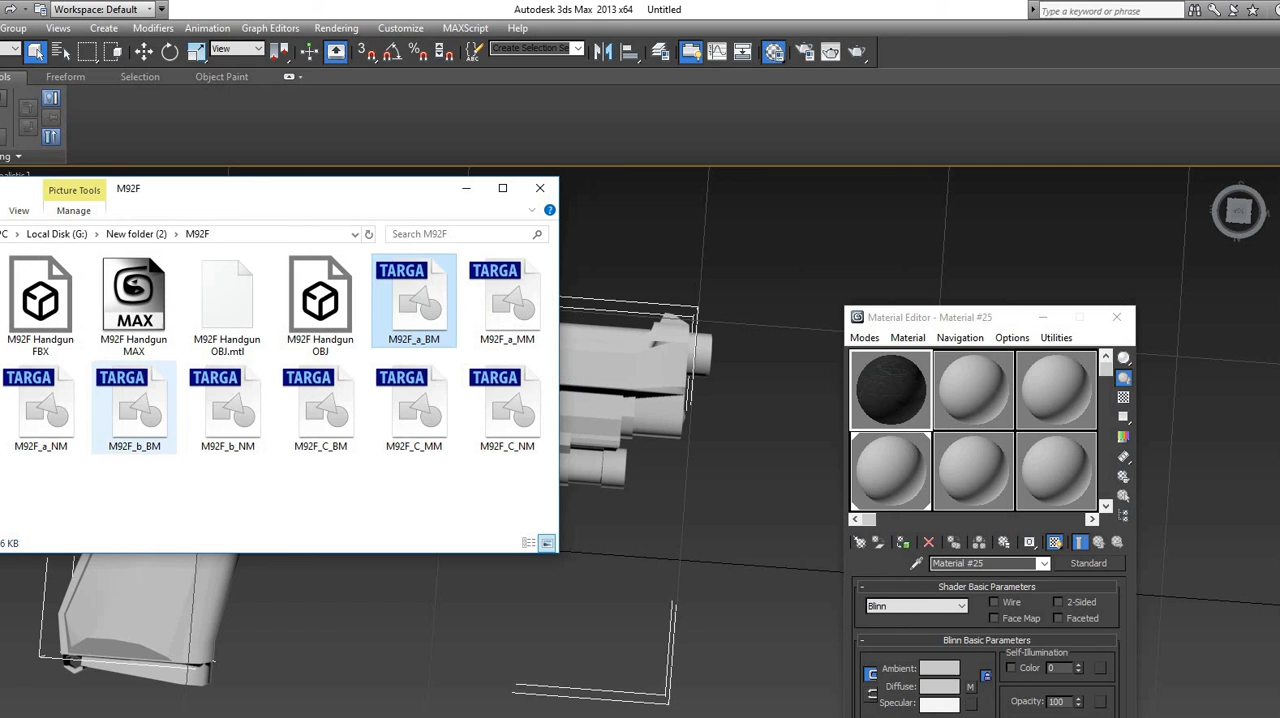 Workspace: Default
Autodesk 3ds Max 2013 x64 Untitled
Type a keyword or phrase
Group Views Create Modifiers Animation Graph Editors Rendering Customize MAXScript Help
View
Create Selection Se
Freeform Selection Object Paint
Picture Tools
M92F
View
Manage
Local Disk (G:) New folder (2) M92F
Search M92F
MAX
TARGA
TARGA
M92F Handgun FBX
M92F Handgun MAX
M92F Handgun OBJ.mtl
M92F Handgun OBJ
M92F_a_BM
M92F_a_MM
TARGA
TARGA
TARGA
TARGA
TARGA
TARGA
M92F_a_NM
M92F_b_BM
M92F_b_NM
M92F_C_BM
M92F_C_MM
M92F_C_NM
6 KB
Material Editor - Material #25
Modes Material Navigation Options Utilities
Material #25
Standard
Shader Basic Parameters
Blinn
Wire
2-Sided
Face Map
Faceted
Blinn Basic Parameters
Self-Illumination
Ambient:
Color 0
Diffuse: M
Specular:
Opacity: 100